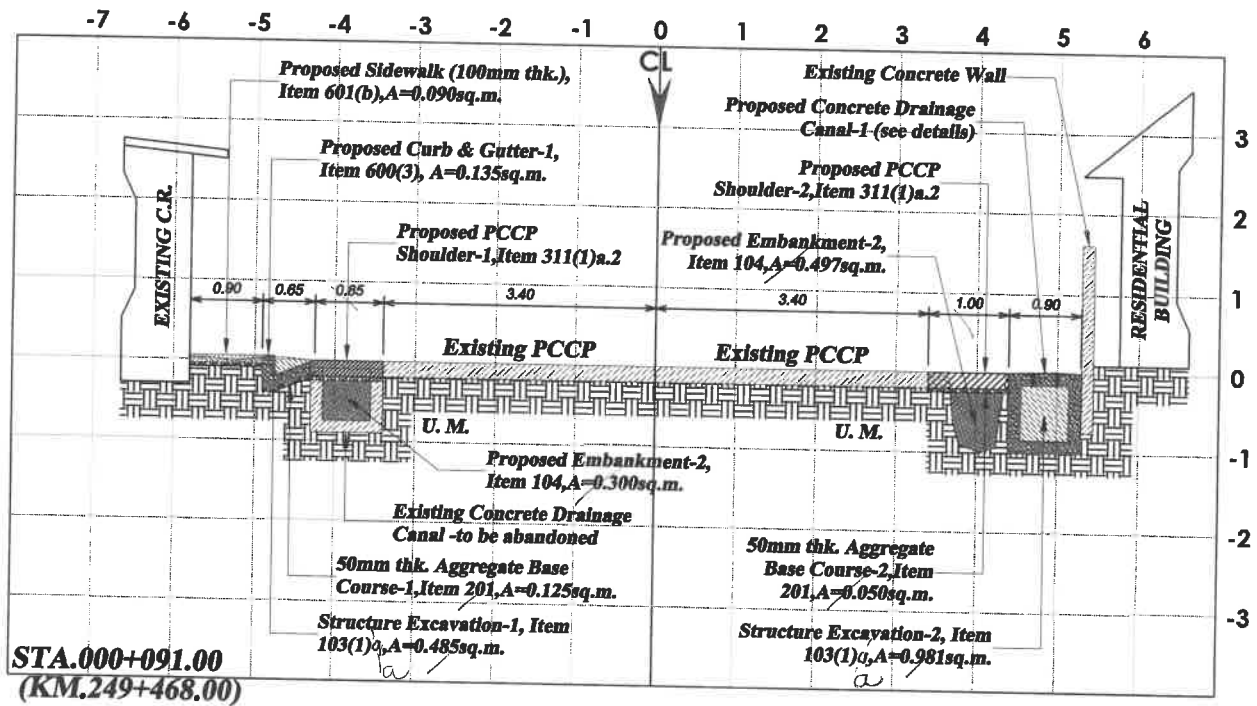 -7 -6 -5 -4 -3 -2 -1 0 1 2 3 4 5 6
CL
Proposed Sidewalk (100mm thk.),
Item 601(b),A=0.090sq.m.
Proposed Curb & Gutter-1,
Item 600(3), A=0.135sq.m.
Proposed PCCP
Shoulder-1,Item 311(1)a.2
Existing Concrete Wall
Proposed Concrete Drainage
Canal-1 (see details)
Proposed PCCP
Shoulder-2,Item 311(1)a.2
Proposed Embankment-2,
Item 104,A=0.497sq.m.
EXISTING C.R.
RESIDENTIAL
BUILDING
3
2
1
0
-1
-2
-3
0.90 0.65 0.85 3.40 3.40 1.00 0.90
Existing PCCP
Existing PCCP
U. M.
U. M.
Proposed Embankment-2,
Item 104,A=0.300sq.m.
Existing Concrete Drainage
Canal -to be abandoned
50mm thk. Aggregate Base
Course-1,Item 201,A=0.125sq.m.
Structure Excavation-1, Item
103(1)a,A=0.485sq.m.
a
50mm thk. Aggregate
Base Course-2,Item
201,A=0.050sq.m.
Structure Excavation-2, Item
103(1)a,A=0.981sq.m.
a
STA.000+091.00
(KM.249+468.00)